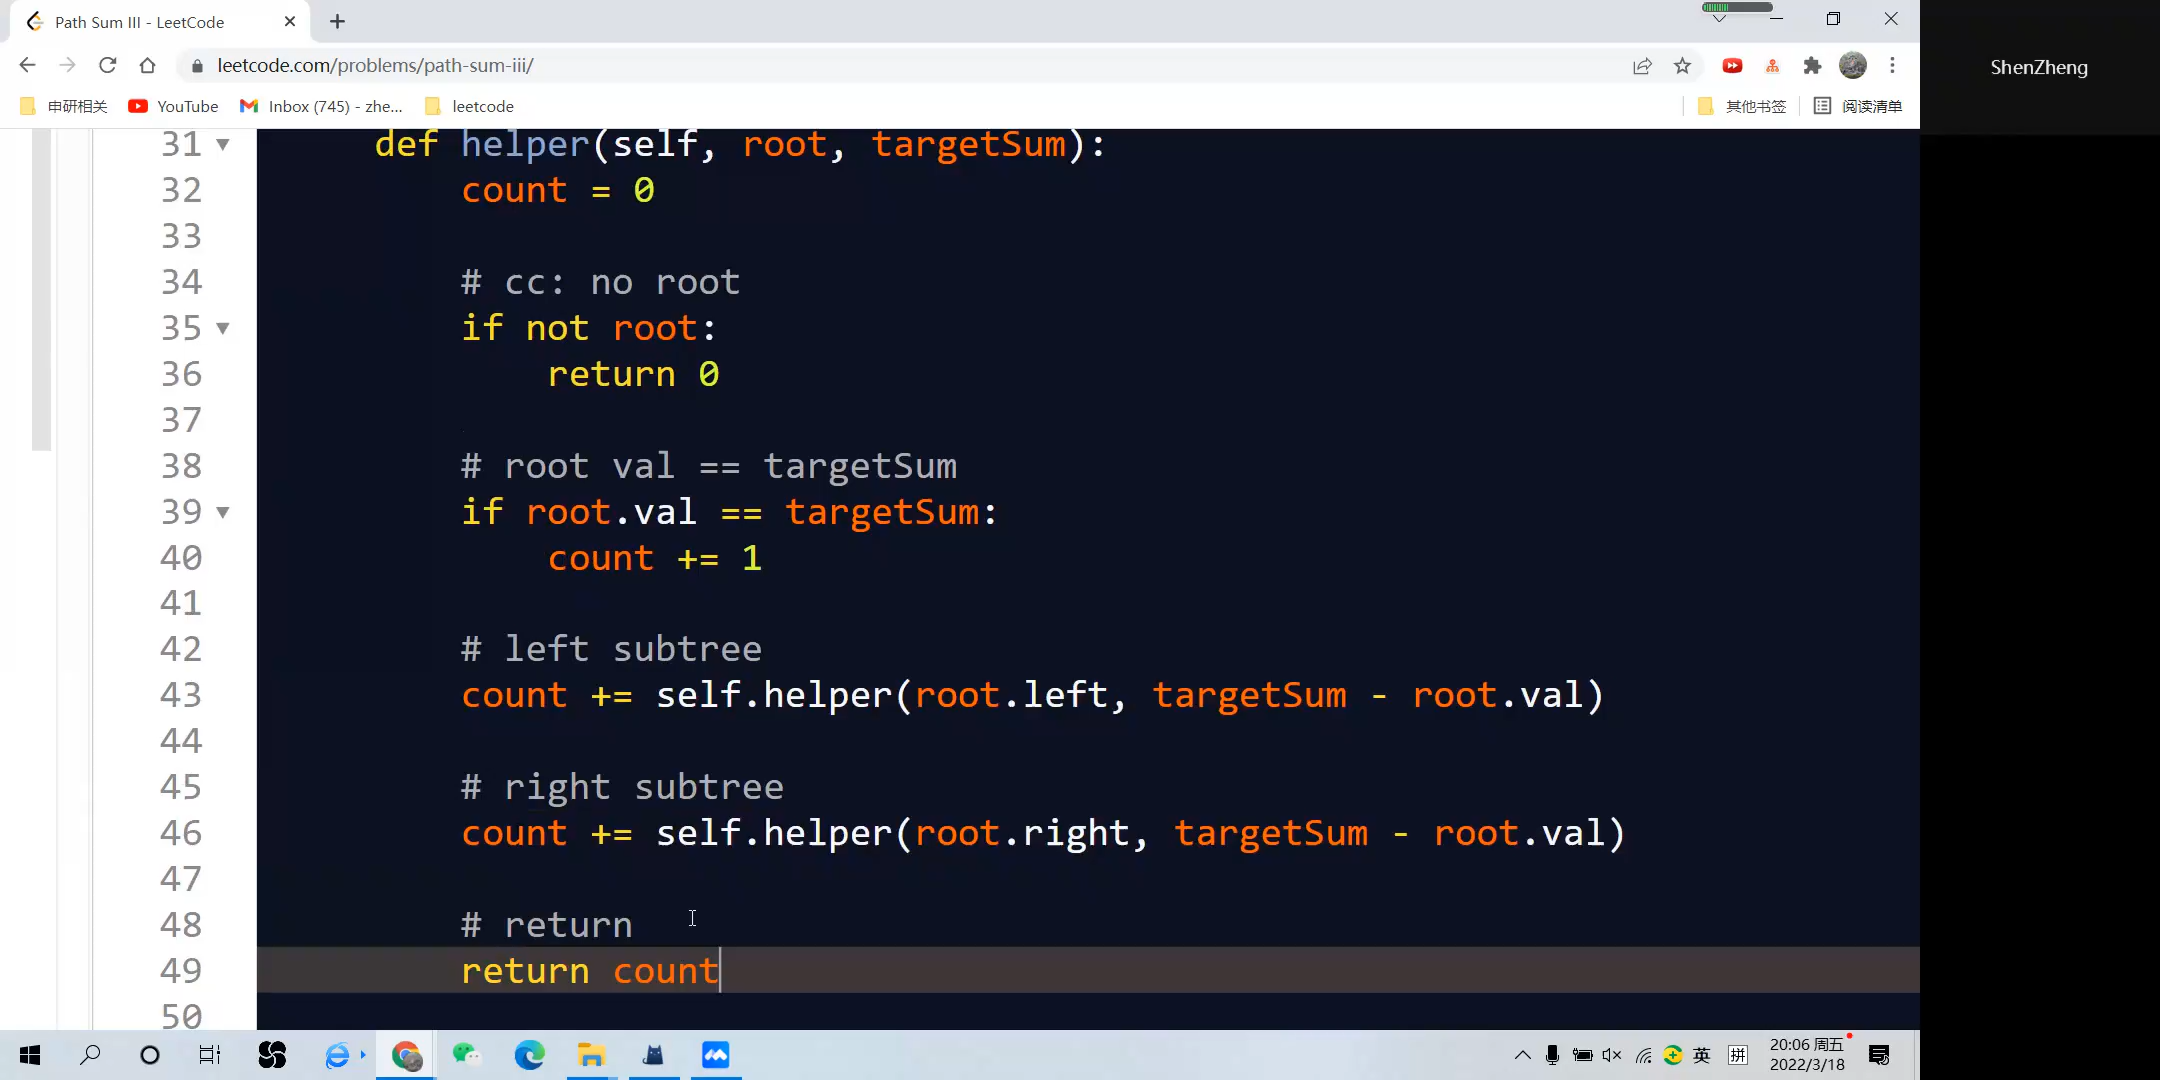 Path Sum III - LeetCode
ShenZheng
leetcode.com/problems/path-sum-iii/
申研相关
YouTube
Inbox (745) - zhe...
leetcode
其他书签
阅读清单
31 def helper(self, root, targetSum):
32 count = 0
33
34 # cc: no root
35 if not root:
36 return 0
37
38 # root val == targetSum
39 if root.val == targetSum:
40 count += 1
41
42 # left subtree
43 count += self.helper(root.left, targetSum - root.val)
44
45 # right subtree
46 count += self.helper(root.right, targetSum - root.val)
47
48 # return
49 return count
50
英
拼
20:06 周五
2022/3/18